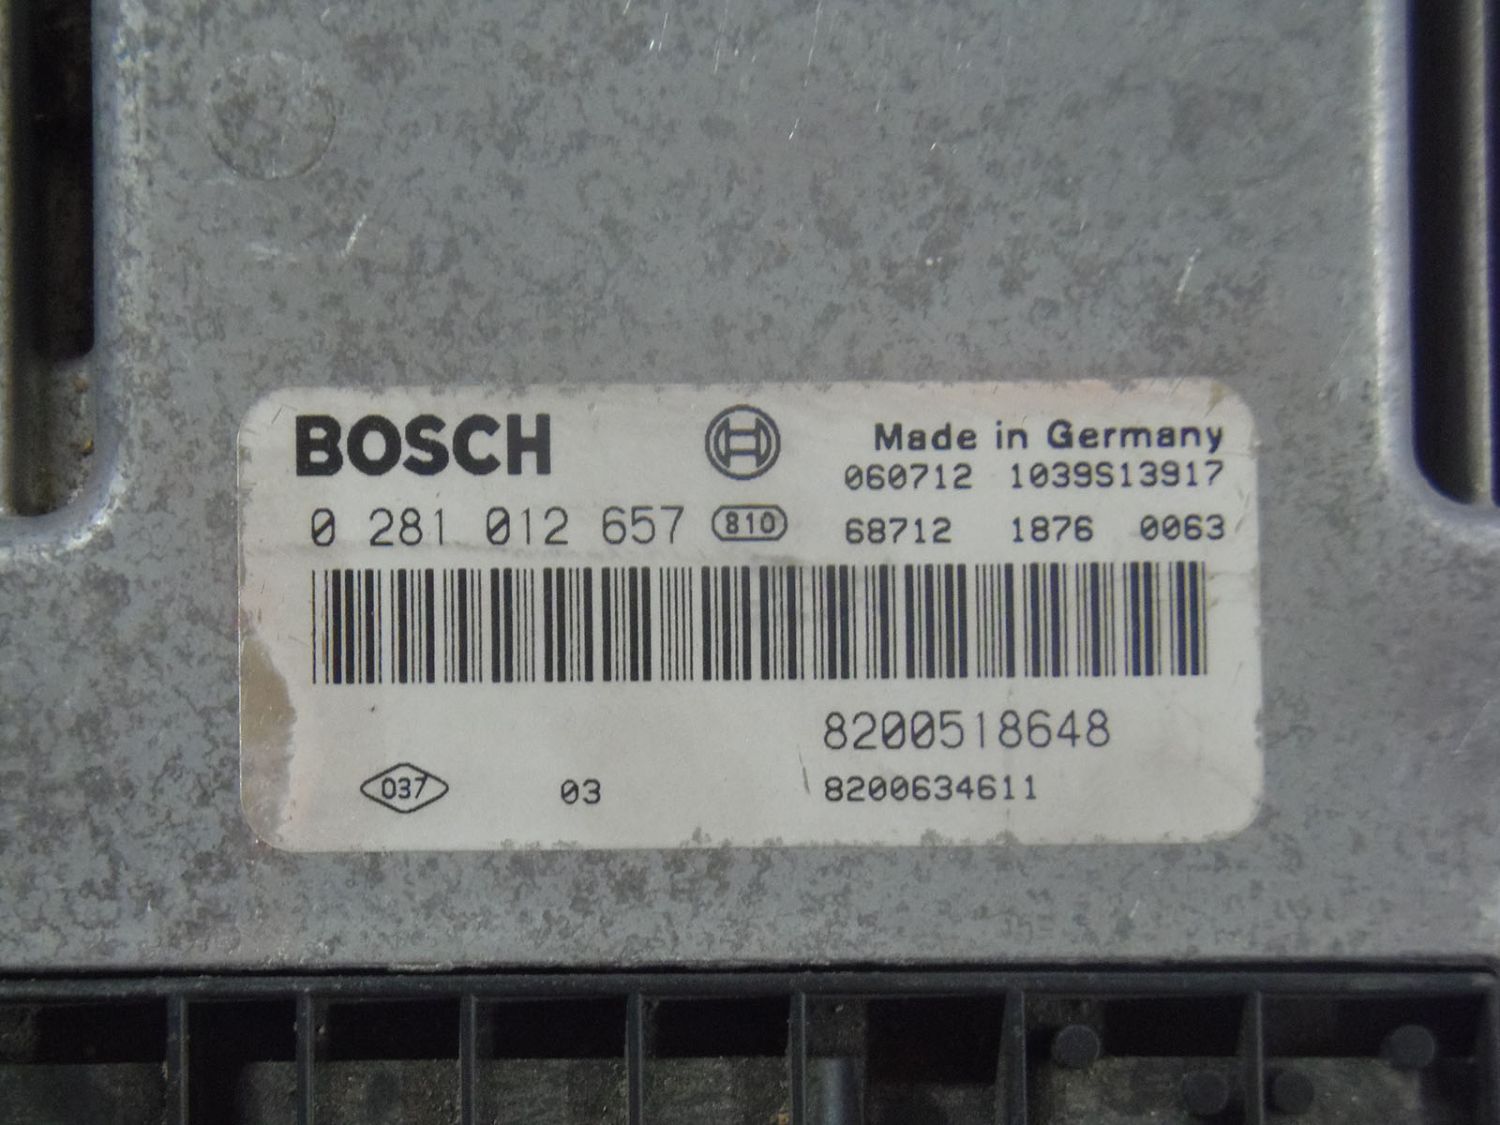 BOSCH
Made in Germany
060712 1039S13917
0 281 012 657 810
68712 1876 0063
8200518648
037 03
8200634611